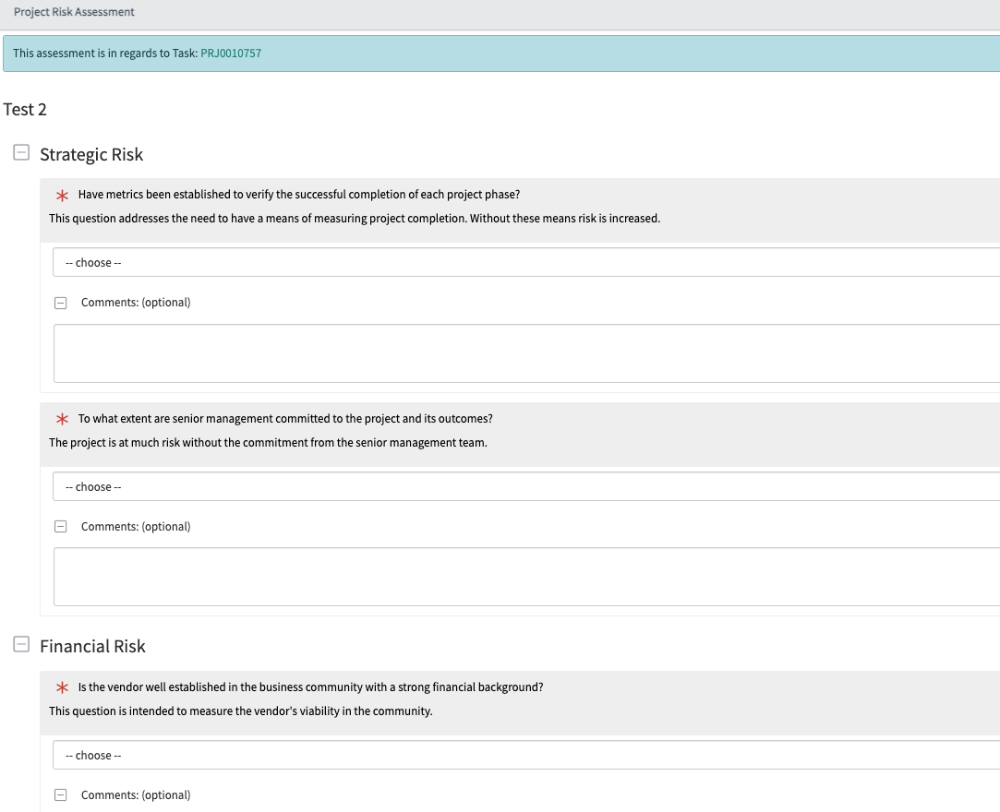 Project Risk Assessment
This assessment is in regards to Task: PRJ0010757
Test 2
Strategic Risk
Have metrics been established to verify the successful completion of each project phase?
This question addresses the need to have a means of measuring project completion. Without these means risk is increased.
-- choose --
Comments: (optional)
To what extent are senior management committed to the project and its outcomes?
The project is at much risk without the commitment from the senior management team.
-- choose --
Comments: (optional)
Financial Risk
Is the vendor well established in the business community with a strong financial background?
This question is intended to measure the vendor's viability in the community.
-- choose --
Comments: (optional)